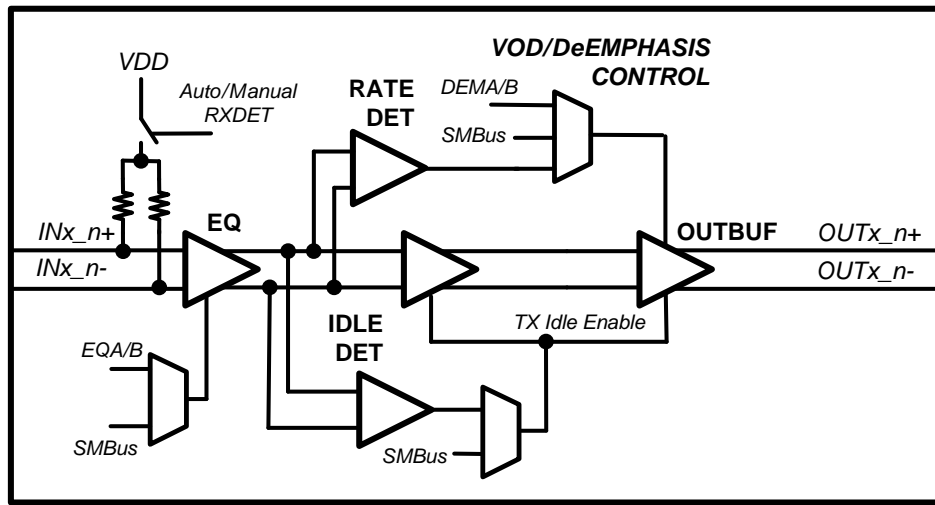 VOD/DeEMPHASIS
CONTROL
VDD
Auto/Manual
RXDET
RATE
DET
DEMA/B
SMBus
EQ
INx_n+
INx_n-
OUTBUF
OUTx_n+
OUTx_n-
IDLE
DET
TX Idle Enable
EQA/B
SMBus
SMBus